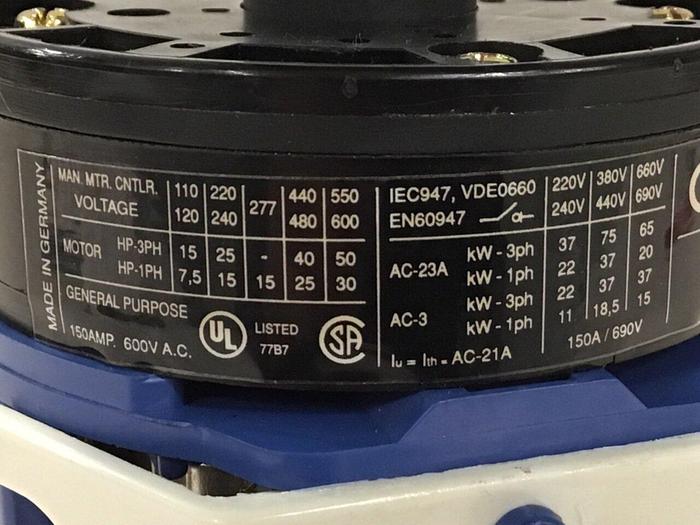 MADE IN GERMANY
MAN. MTR. CNTLR. 110 220 277 440 550
VOLTAGE 120 240 480 600
MOTOR HP-3PH 15 25 - 40 50
HP-1PH 7,5 15 15 25 30
GENERAL PURPOSE
150AMP. 600V A.C.
UL LISTED
77B7
SA
IEC947, VDE0660 220V 380V 660V
EN60947 240V 440V 690V
AC-23A kW - 3ph 37 75 65
kW - 1ph 22 37 20
AC-3 kW - 3ph 22 37 37
kW - 1ph 11 18,5 15
Iu = Ith = AC-21A 150A / 690V